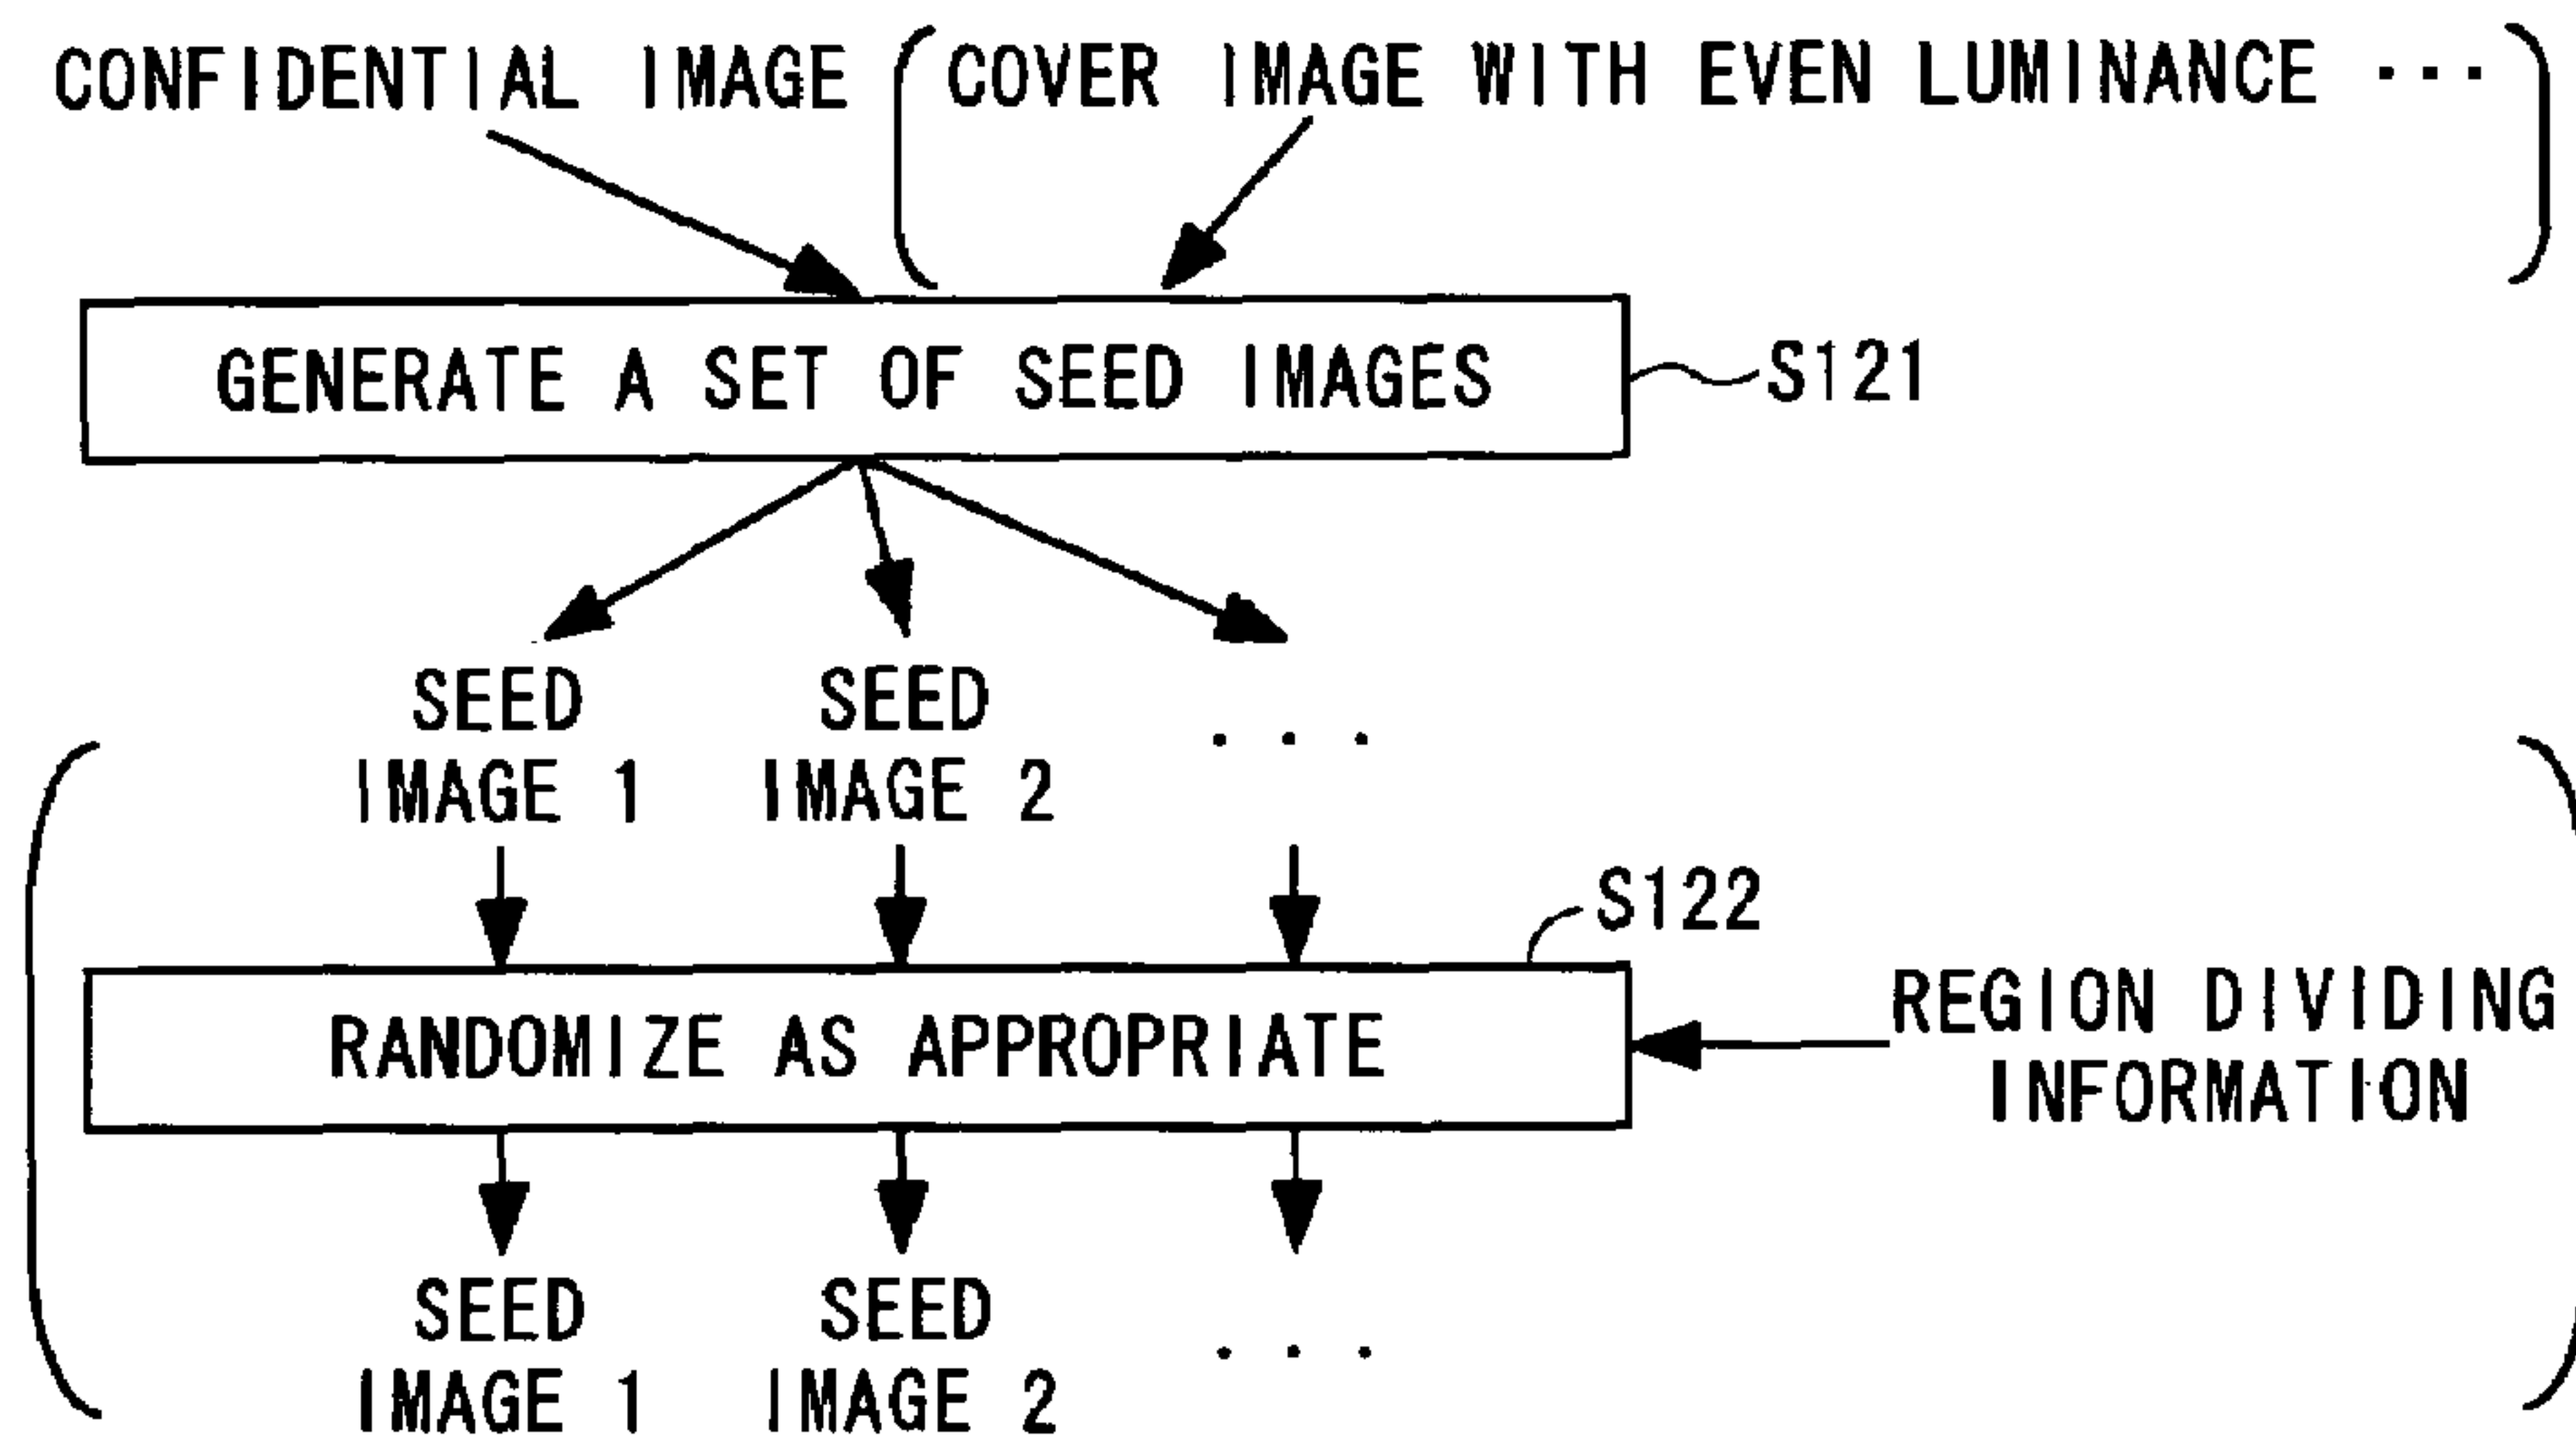 CONFIDENTIAL IMAGE (COVER IMAGE WITH EVEN LUMINANCE ...)
GENERATE A SET OF SEED IMAGES
S121
SEED
IMAGE 1
SEED
IMAGE 2
...
S122
RANDOMIZE AS APPROPRIATE
REGION DIVIDING
INFORMATION
SEED
IMAGE 1
SEED
IMAGE 2
...